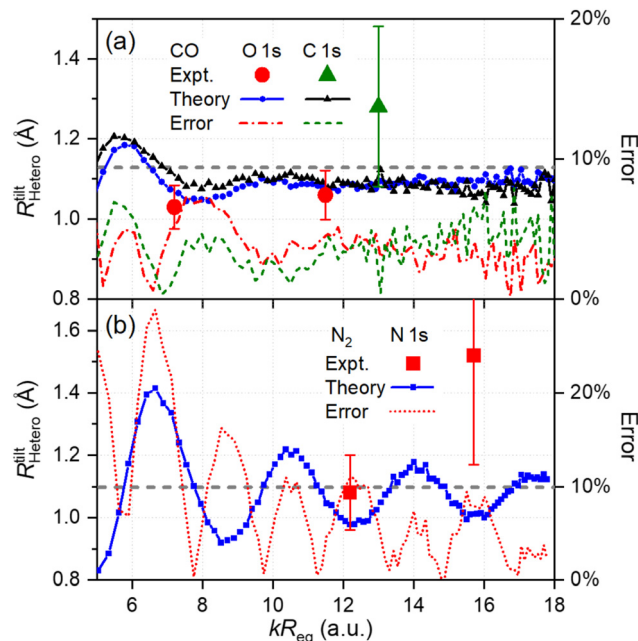 (a)
CO O 1s C 1s
Expt.
Theory
Error
1.4
1.2
1.0
0.8
R^tilt_Hetero (Å)
20%
10%
0%
Error
(b)
N₂ N 1s
Expt.
Theory
Error
1.6
1.4
1.2
1.0
0.8
R^tilt_Hetero (Å)
20%
10%
0%
Error
6 8 10 12 14 16 18
kR_eq (a.u.)